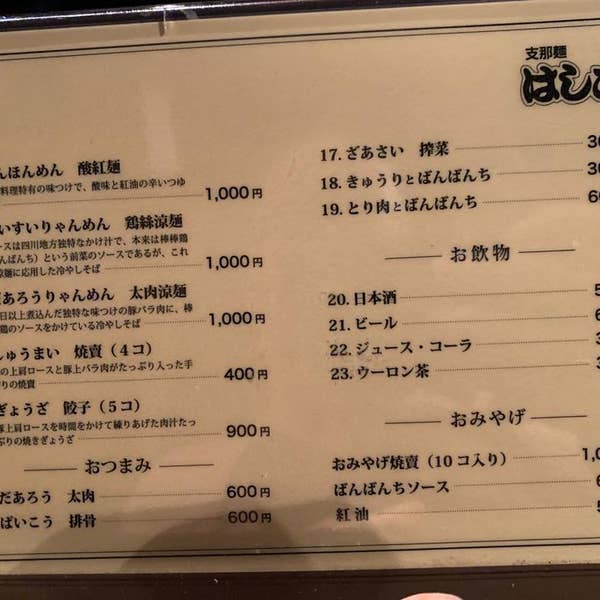 んほんめん 酸紅麺
料理特有の味つけで、酸味と紅油の辛いつゆ 1,000円
いすいりゃんめん 鶏絲涼麺
ースは四川地方独特なかけ汁で、本来は棒棒鶏
んばんち)という前菜のソースであるが、これ
涼麺に応用した冷やしそば 1,000円
だあろうりゃんめん 太肉涼麺
日以上煮込んだ独特な味つけの豚バラ肉に、棒
鶏のソースをかけている冷やしそば 1,000円
しゅうまい 焼賣(4コ)
の上肩ロースと豚上バラ肉がたっぷり入った手
りの焼賣 400円
ぎょうざ 餃子(5コ)
豚上肩ロースを時間をかけて練りあげた肉汁たっ
ぷりの焼きぎょうざ 900円
おつまみ
だあろう 太肉 600円
ぱいこう 排骨 600円
支那麺
はし
17. ざあさい 搾菜 30
18. きゅうりとばんばんち 30
19. とり肉とばんばんち 60
お飲物
20. 日本酒 5
21. ビール 6
22. ジュース・コーラ 3
23. ウーロン茶 3
おみやげ
おみやげ焼賣(10コ入り) 1,0
ばんばんちソース 6
紅油 5